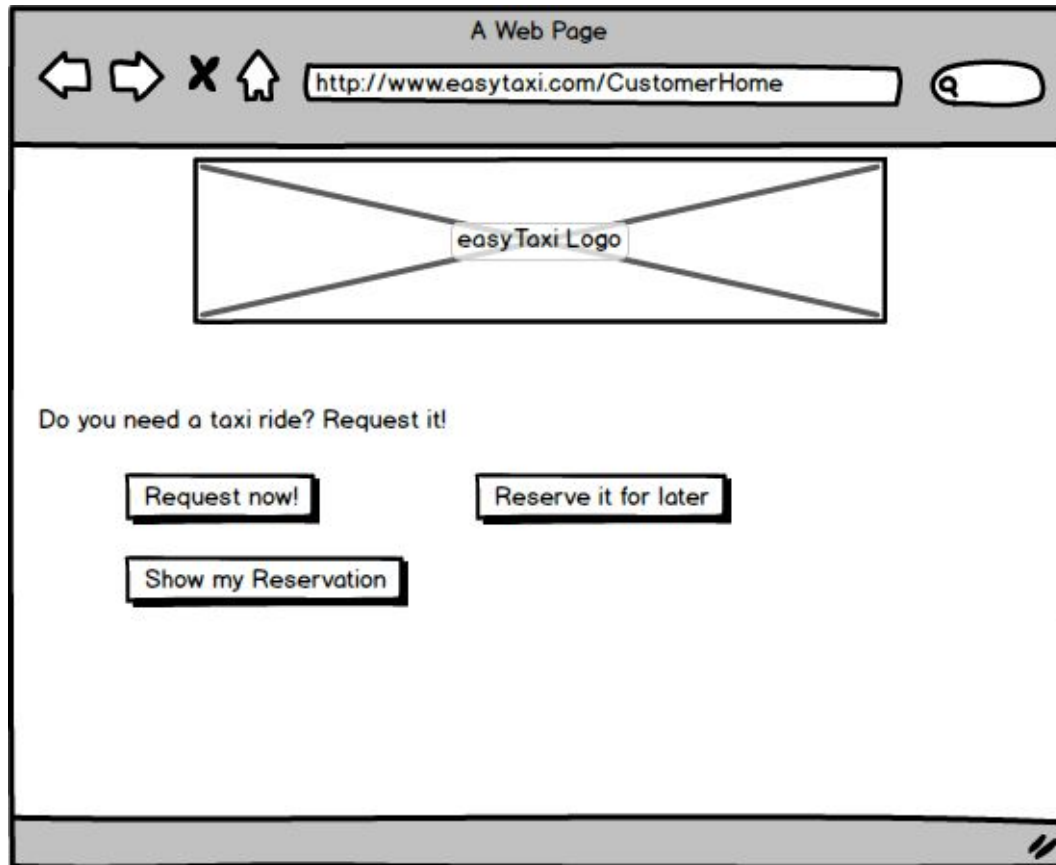 A Web Page
http://www.easytaxi.com/CustomerHome
easyTaxi Logo
Do you need a taxi ride? Request it!
Request now!
Reserve it for later
Show my Reservation